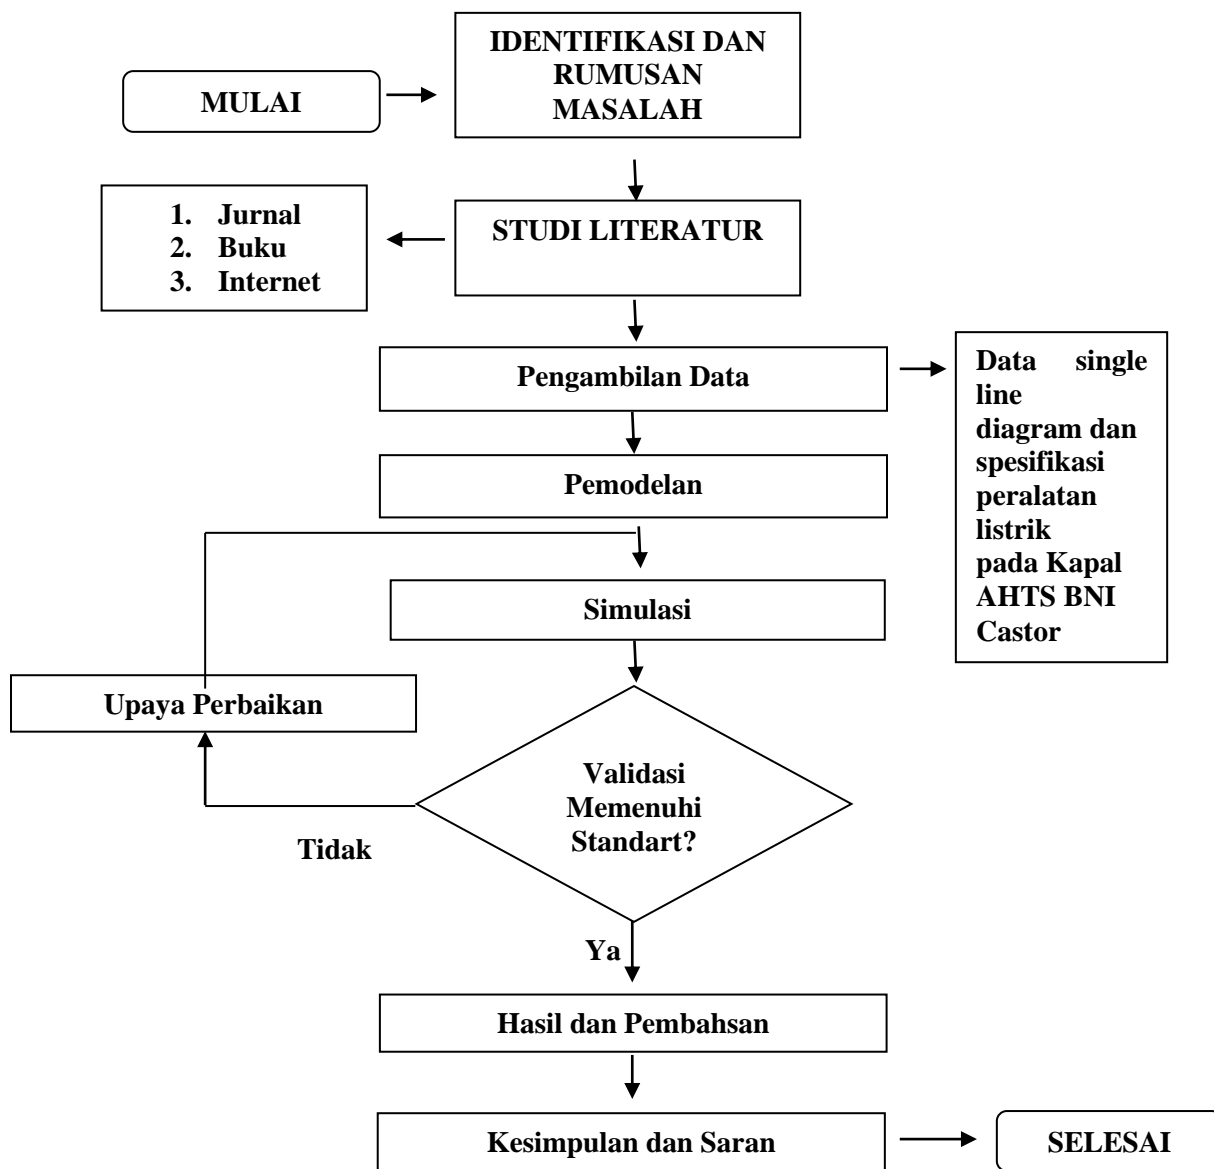 MULAI
IDENTIFIKASI DAN
RUMUSAN
MASALAH
1. Jurnal
2. Buku
3. Internet
STUDI LITERATUR
Pengambilan Data
Data single
line
diagram dan
spesifikasi
peralatan
listrik
pada Kapal
AHTS BNI
Castor
Pemodelan
Simulasi
Upaya Perbaikan
Validasi
Memenuhi
Standart?
Tidak
Ya
Hasil dan Pembahsan
Kesimpulan dan Saran
SELESAI